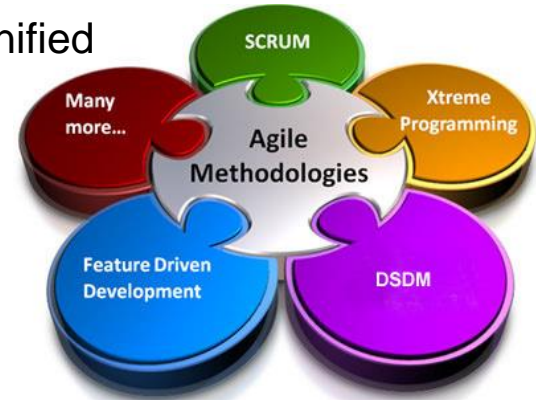 nified
SCRUM
Many
more...
Xtreme
Programming
Agile
Methodologies
Feature Driven
Development
DSDM